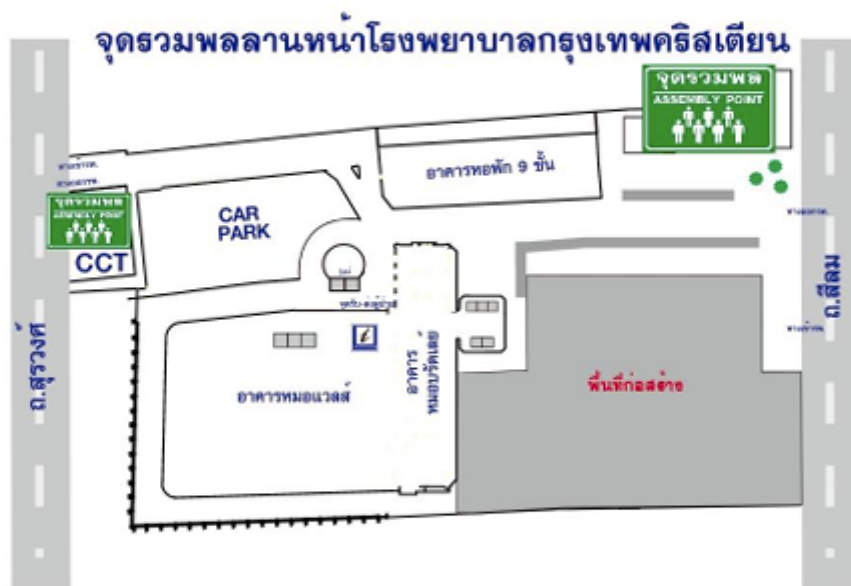 จุดรวมพลลานหน้าโรงพยาบาลกรุงเทพคริสเตียน
จุดรวมพล
ASSEMBLY POINT
อาคารหอพัก 9 ชั้น
จุดรวมพล
ASSEMBLY POINT
CAR
PARK
CCT
ถ.สุรวงศ์
ถ.สีลม
i
อาคารหมอแวลส์
อาคาร
หมอบรัดเลย์
พื้นที่ก่อสร้าง